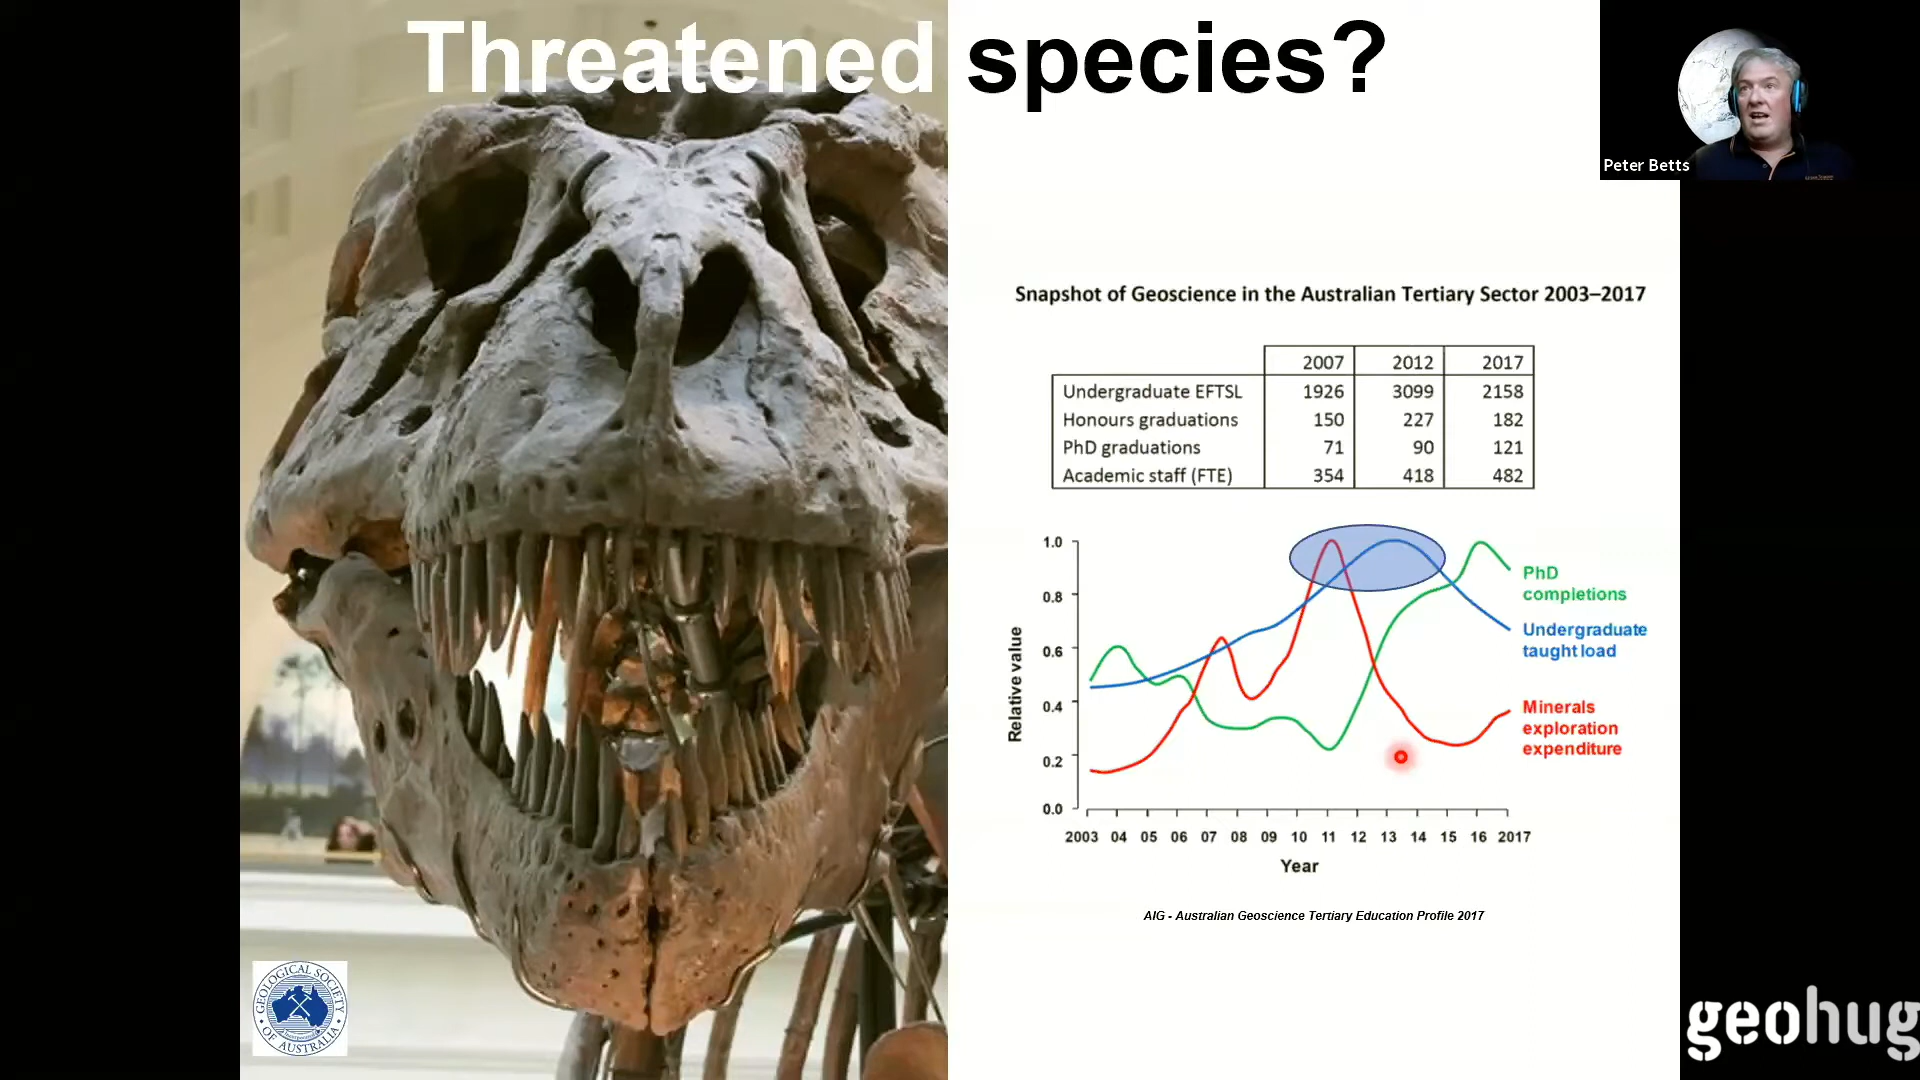 Threatened species?
Peter Betts
Snapshot of Geoscience in the Australian Tertiary Sector 2003–2017
2007 2012 2017
Undergraduate EFTSL 1926 3099 2158
Honours graduations 150 227 182
PhD graduations 71 90 121
Academic staff (FTE) 354 418 482
1.0
0.8
0.6
0.4
0.2
0.0
Relative value
2003 04 05 06 07 08 09 10 11 12 13 14 15 16 2017
Year
PhD
completions
Undergraduate
taught load
Minerals
exploration
expenditure
AIG - Australian Geoscience Tertiary Education Profile 2017
GEOLOGICAL SOCIETY
OF AUSTRALIA
geohug